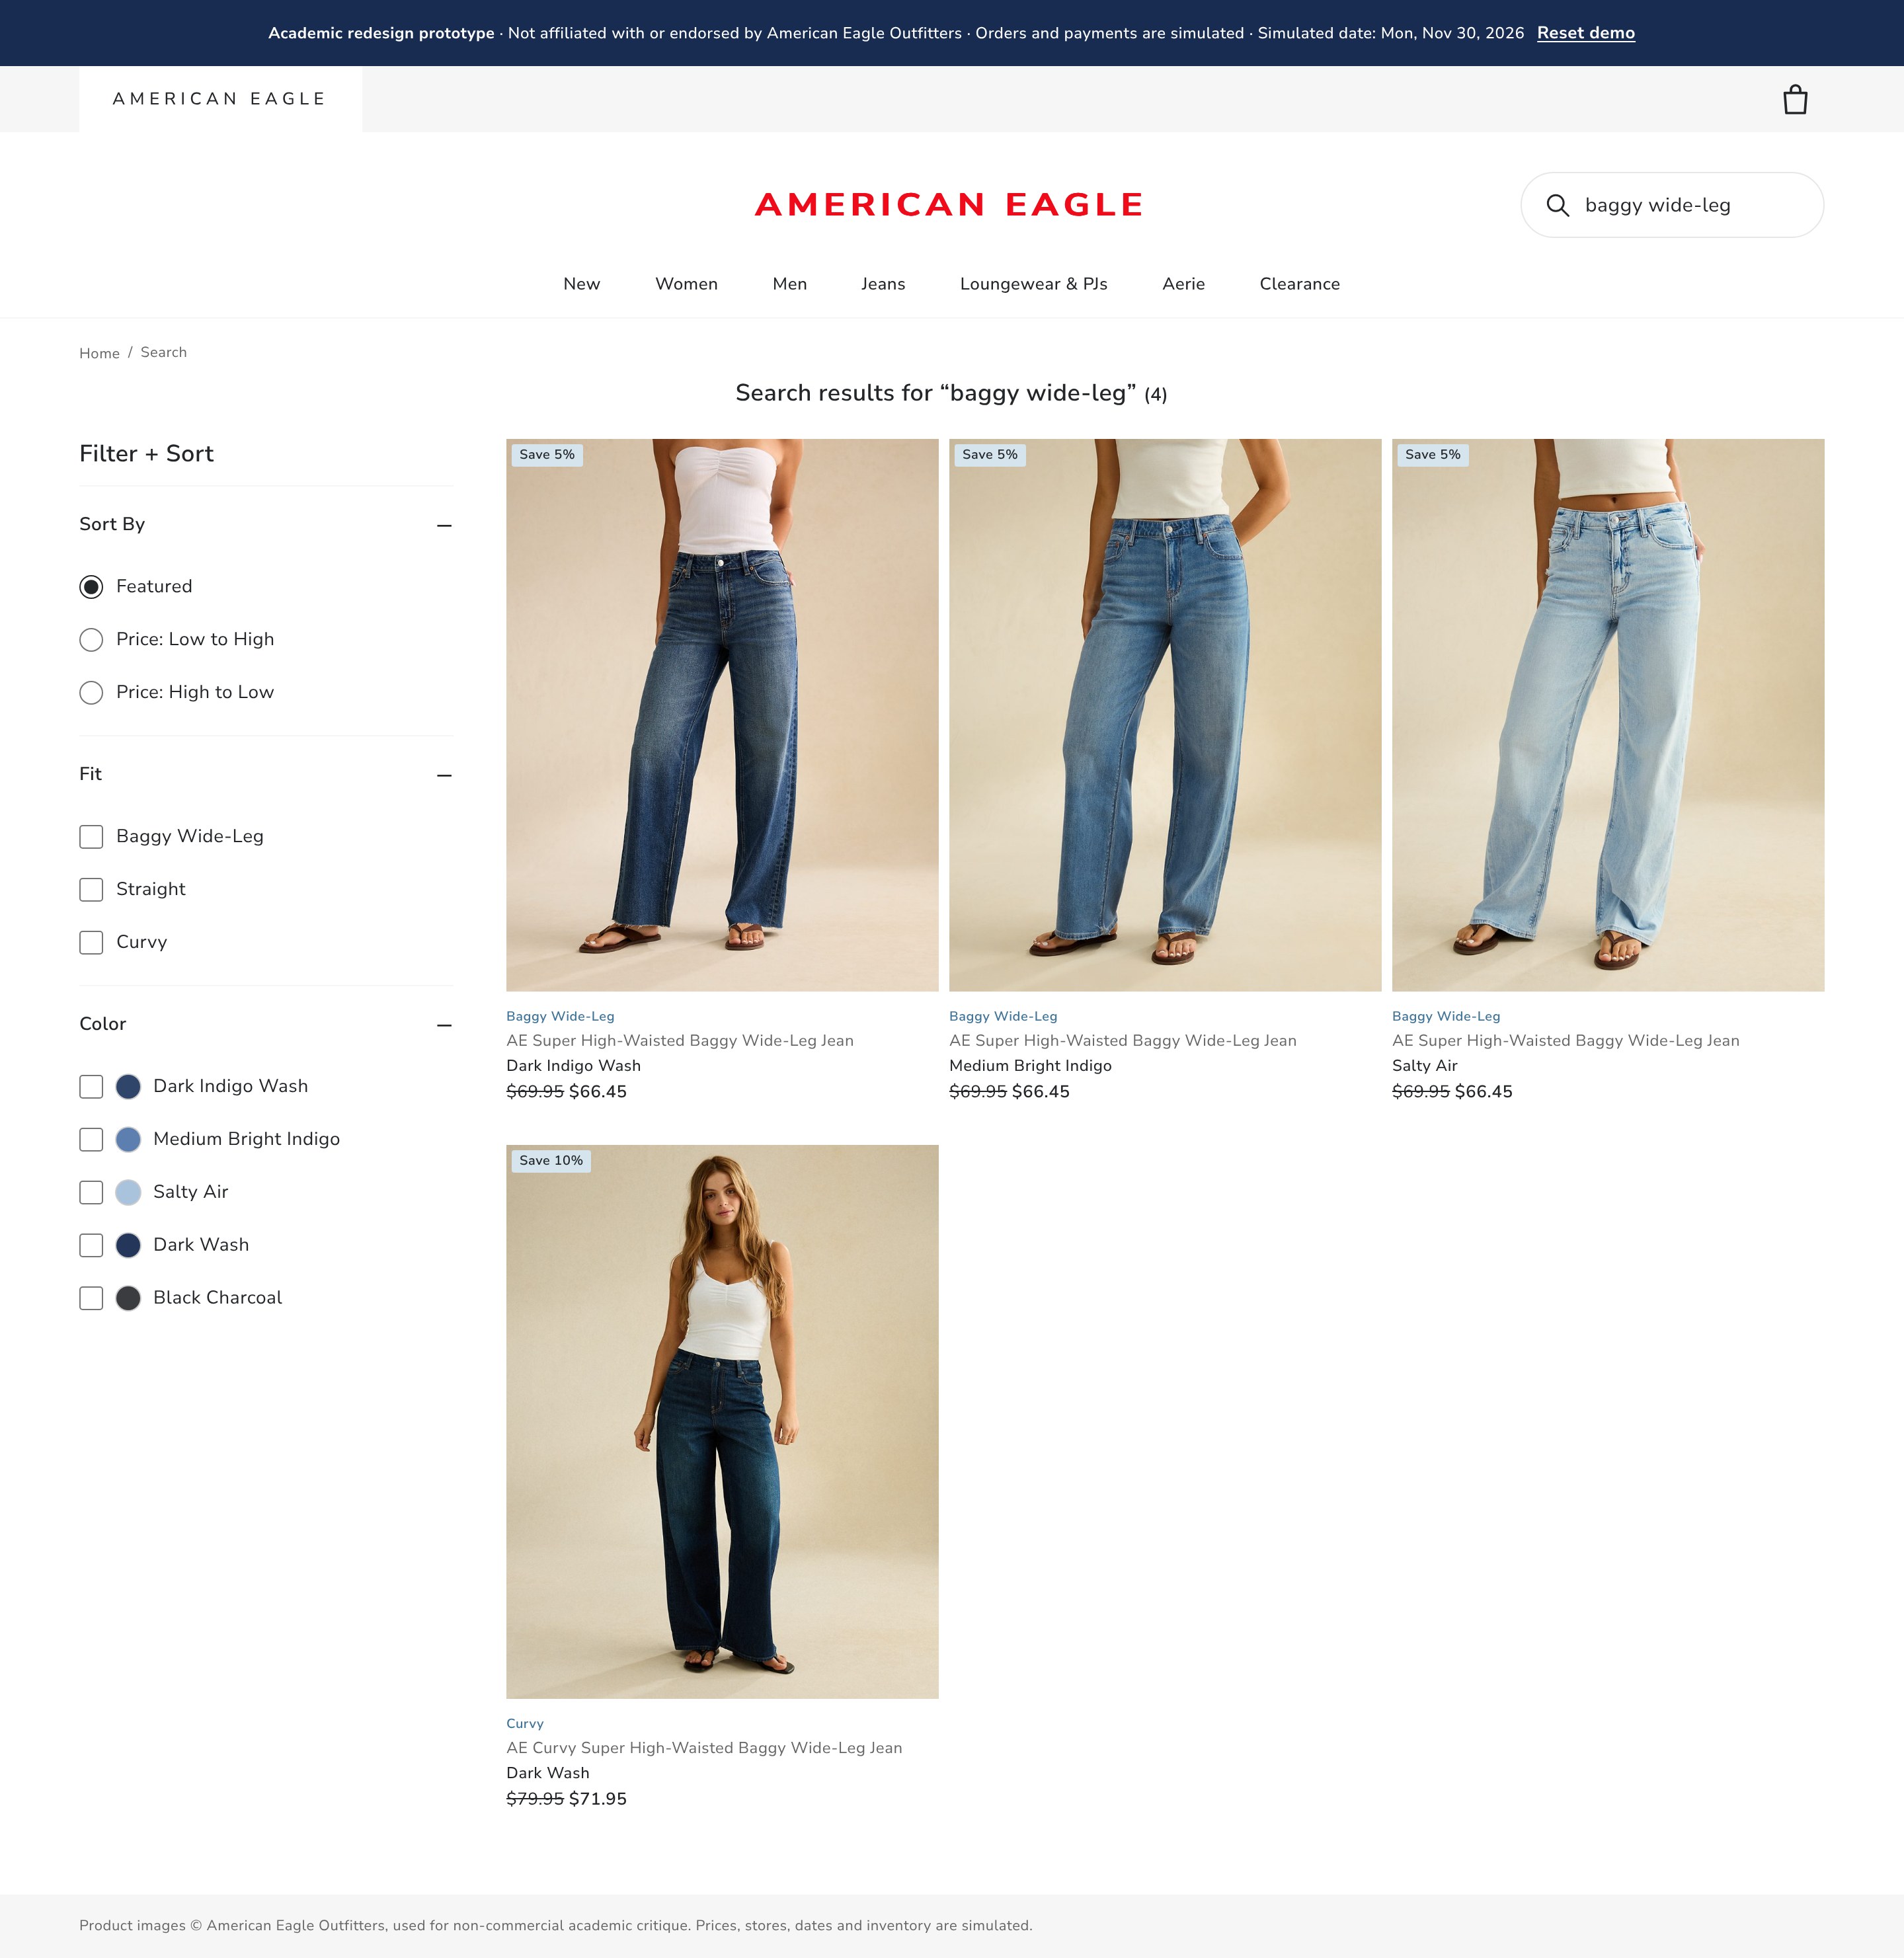 Academic redesign prototype · Not affiliated with or endorsed by American Eagle Outfitters · Orders and payments are simulated · Simulated date: Mon, Nov 30, 2026 Reset demo
AMERICAN EAGLE
AMERICAN EAGLE
baggy wide-leg
New Women Men Jeans Loungewear & PJs Aerie Clearance
Home / Search
Search results for “baggy wide-leg” (4)
Filter + Sort
Sort By
Featured
Price: Low to High
Price: High to Low
Fit
Baggy Wide-Leg
Straight
Curvy
Color
Dark Indigo Wash
Medium Bright Indigo
Salty Air
Dark Wash
Black Charcoal
Save 5%
Baggy Wide-Leg
AE Super High-Waisted Baggy Wide-Leg Jean
Dark Indigo Wash
$69.95 $66.45
Save 5%
Baggy Wide-Leg
AE Super High-Waisted Baggy Wide-Leg Jean
Medium Bright Indigo
$69.95 $66.45
Save 5%
Baggy Wide-Leg
AE Super High-Waisted Baggy Wide-Leg Jean
Salty Air
$69.95 $66.45
Save 10%
Curvy
AE Curvy Super High-Waisted Baggy Wide-Leg Jean
Dark Wash
$79.95 $71.95
Product images © American Eagle Outfitters, used for non-commercial academic critique. Prices, stores, dates and inventory are simulated.